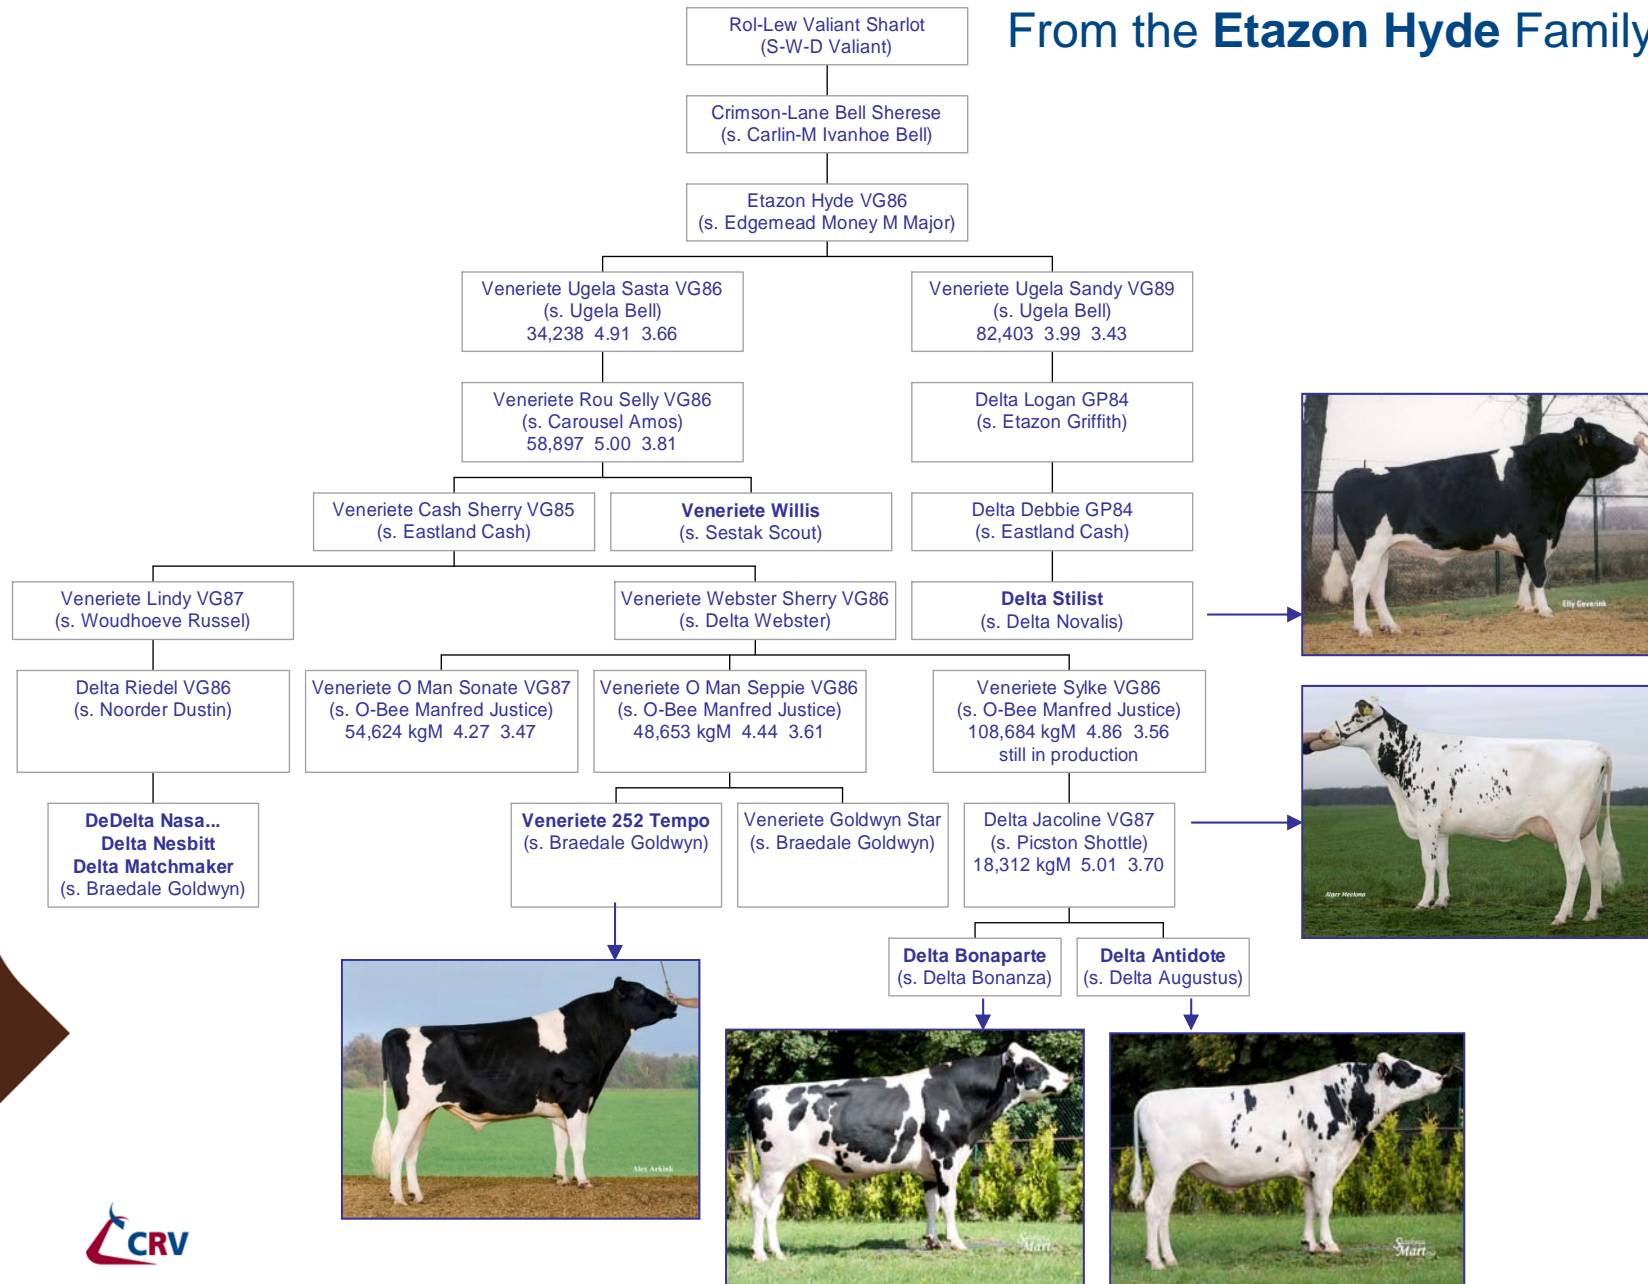 Rol-Lew Valiant Sharlot
(S-W-D Valiant)
From the Etazon Hyde Family
Crimson-Lane Bell Sherese
(s. Carlin-M Ivanhoe Bell)
Etazon Hyde VG86
(s. Edgemead Money M Major)
Veneriete Ugela Sasta VG86
(s. Ugela Bell)
34,238 4.91 3.66
Veneriete Ugela Sandy VG89
(s. Ugela Bell)
82,403 3.99 3.43
Veneriete Rou Selly VG86
(s. Carousel Amos)
58,897 5.00 3.81
Delta Logan GP84
(s. Etazon Griffith)
Veneriete Cash Sherry VG85
(s. Eastland Cash)
Veneriete Willis
(s. Sestak Scout)
Delta Debbie GP84
(s. Eastland Cash)
Veneriete Lindy VG87
(s. Woudhoeve Russel)
Veneriete Webster Sherry VG86
(s. Delta Webster)
Delta Stilist
(s. Delta Novalis)
Elly Geverink
Delta Riedel VG86
(s. Noorder Dustin)
Veneriete O Man Sonate VG87
(s. O-Bee Manfred Justice)
54,624 kgM 4.27 3.47
Veneriete O Man Seppie VG86
(s. O-Bee Manfred Justice)
48,653 kgM 4.44 3.61
Veneriete Sylke VG86
(s. O-Bee Manfred Justice)
108,684 kgM 4.86 3.56
still in production
DeDelta Nasa...
Delta Nesbitt
Delta Matchmaker
(s. Braedale Goldwyn)
Veneriete 252 Tempo
(s. Braedale Goldwyn)
Veneriete Goldwyn Star
(s. Braedale Goldwyn)
Delta Jacoline VG87
(s. Picston Shottle)
18,312 kgM 5.01 3.70
Alger Meekma
Delta Bonaparte
(s. Delta Bonanza)
Delta Antidote
(s. Delta Augustus)
Alex Arkink
Mart
Mart
CRV